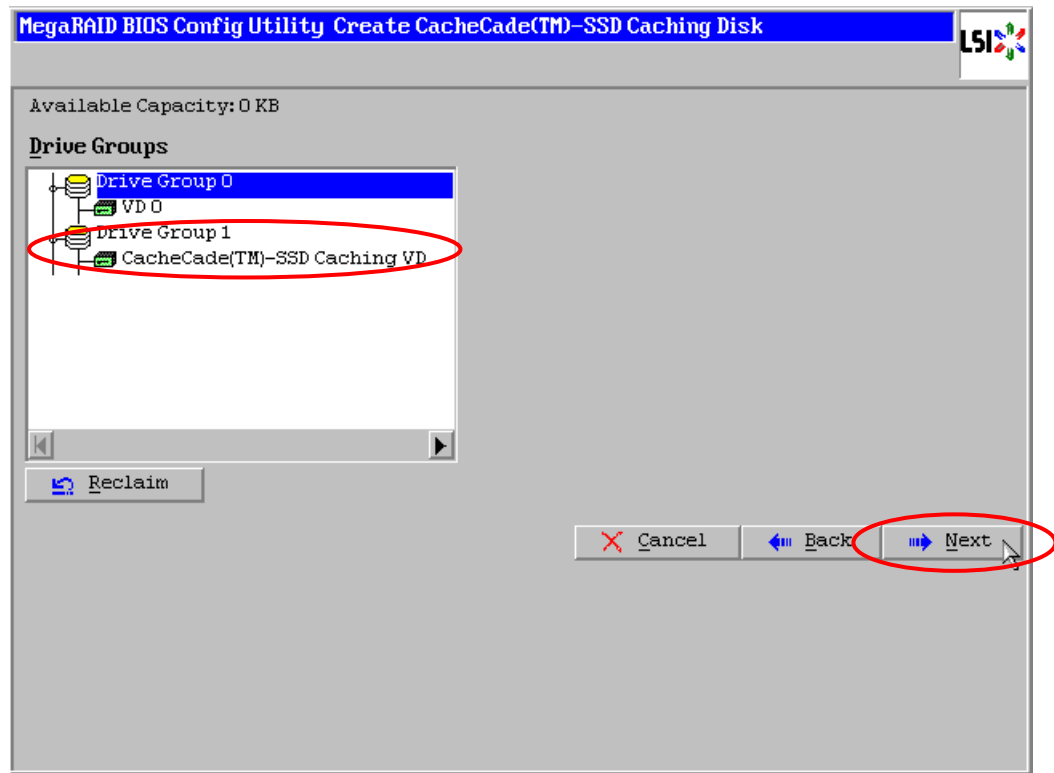 MegaRAID BIOS Config Utility Create CacheCade(TM)-SSD Caching Disk
LSI
Available Capacity: 0 KB
Drive Groups
Drive Group 0
VD 0
Drive Group 1
CacheCade(TM)-SSD Caching VD
Reclaim
Cancel
Back
Next